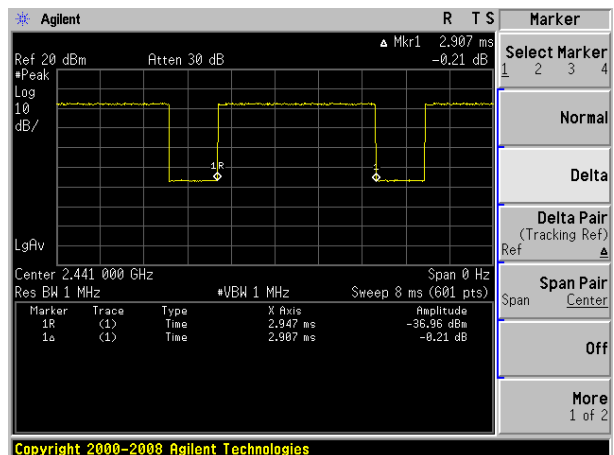 Agilent R T S Marker
Δ Mkr1 2.907 ms
Ref 20 dBm Atten 30 dB -0.21 dB
#Peak
Log
10
dB/
1R
1
LgAv
Center 2.441 000 GHz Span 0 Hz
Res BW 1 MHz #VBW 1 MHz Sweep 8 ms (601 pts)
Marker Trace Type X Axis Amplitude
1R (1) Time 2.947 ms -36.96 dBm
1Δ (1) Time 2.907 ms -0.21 dB
Copyright 2000-2008 Agilent Technologies
Select Marker
1 2 3 4
Normal
Delta
Delta Pair
(Tracking Ref)
Ref Δ
Span Pair
Span Center
Off
More
1 of 2